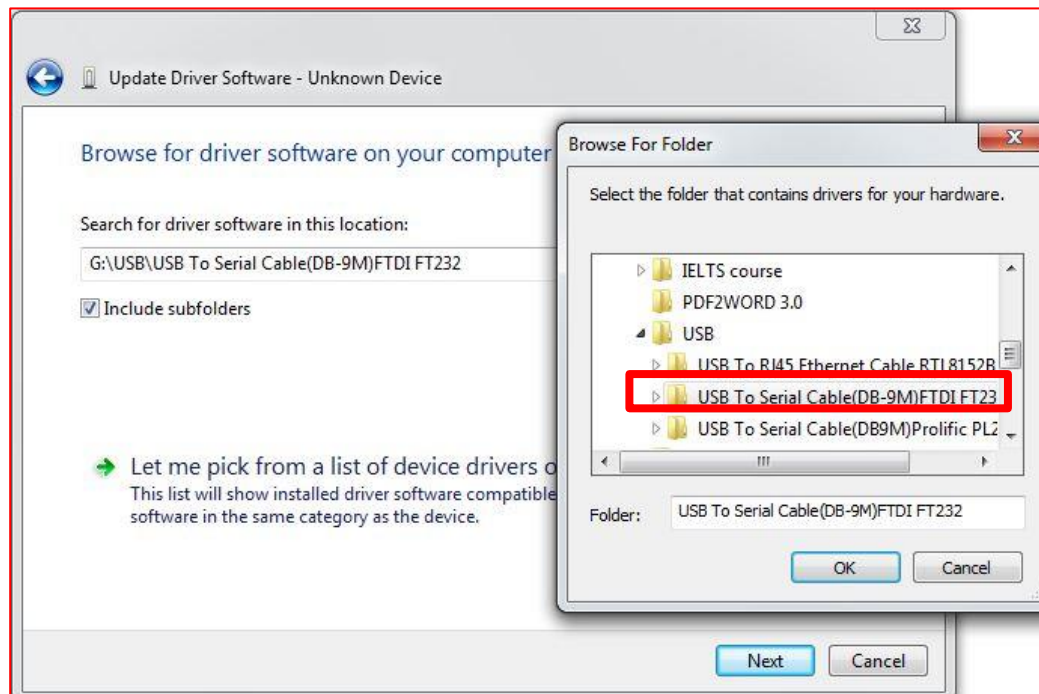 Update Driver Software - Unknown Device
Browse for driver software on your computer
Search for driver software in this location:
G:\USB\USB To Serial Cable(DB-9M)FTDI FT232
Include subfolders
Let me pick from a list of device drivers o
This list will show installed driver software compatible
software in the same category as the device.
Next
Cancel
Browse For Folder
Select the folder that contains drivers for your hardware.
IELTS course
PDF2WORD 3.0
USB
USB To RJ45 Ethernet Cable RTL8152B
USB To Serial Cable(DB-9M)FTDI FT23
USB To Serial Cable(DB9M)Prolific PL2
Folder:
USB To Serial Cable(DB-9M)FTDI FT232
OK
Cancel